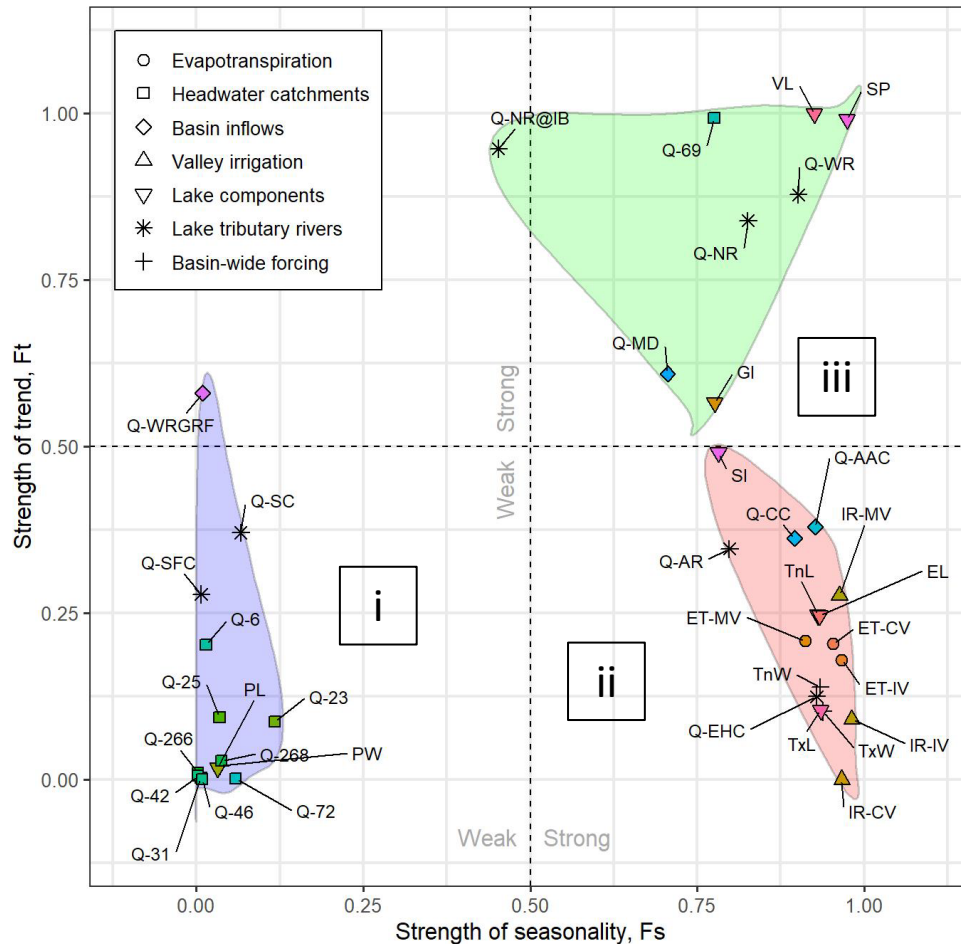 Evapotranspiration
Headwater catchments
Basin inflows
Valley irrigation
Lake components
Lake tributary rivers
Basin-wide forcing
VL
SP
Q-NR@IB
Q-69
Q-WR
Q-NR
Q-MD
GI
iii
Strong
Weak
Q-WRGRF
SI
Q-AAC
Q-SC
Q-CC
IR-MV
Q-AR
Q-SFC
TnL
EL
i
Q-6
ET-MV
ET-CV
Q-25
PL
Q-23
ii
TnW
ET-IV
Q-266
Q-268
PW
Q-EHC
TxL
TxW
IR-IV
Q-42
Q-46
Q-72
IR-CV
Q-31
Weak
Strong
1.00
0.75
0.50
0.25
0.00
Strength of trend, Ft
0.00
0.25
0.50
0.75
1.00
Strength of seasonality, Fs